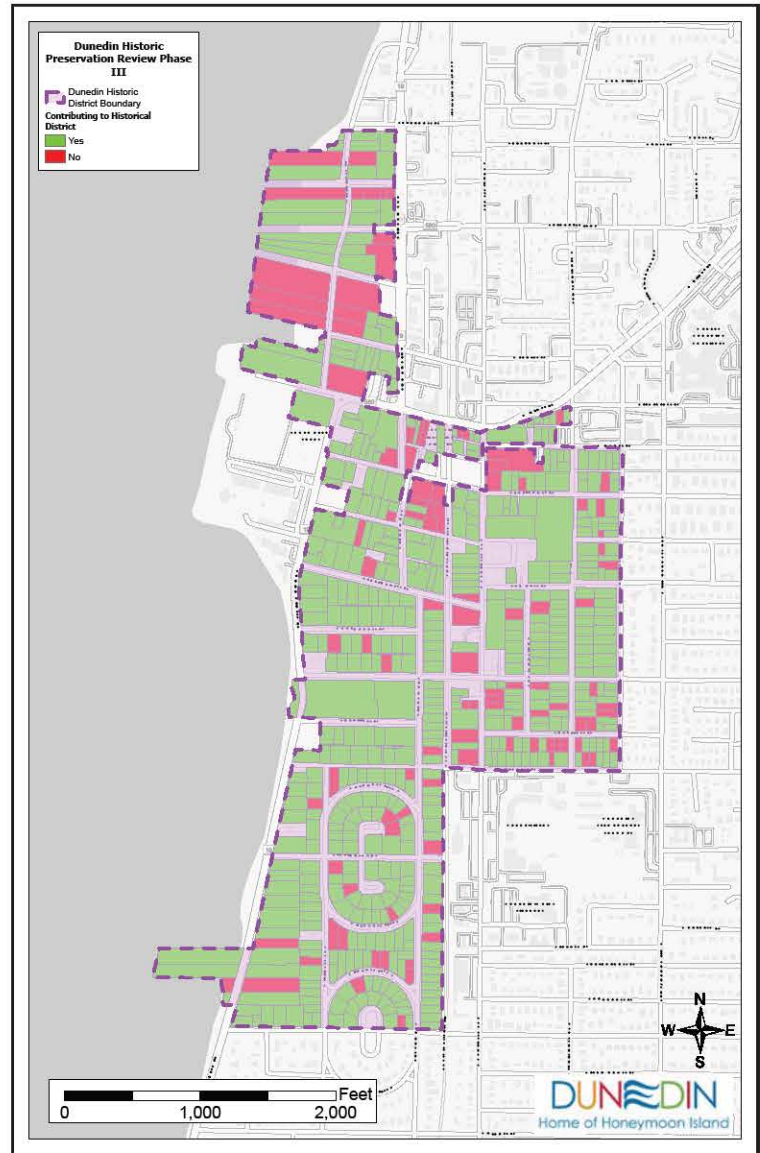 Dunedin Historic
Preservation Review Phase
III
Dunedin Historic
District Boundary
Contributing to Historical
District
Yes
No
N
W E
S
Feet
0 1,000 2,000
DUNEDIN
Home of Honeymoon Island